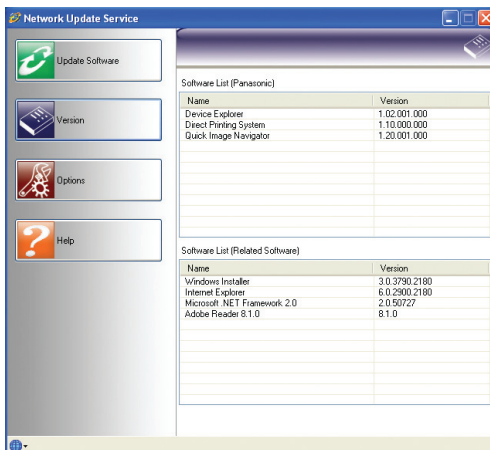 Network Update Service
Update Software
Version
Options
Help
Software List (Panasonic)
Name Version
Device Explorer 1.02.001.000
Direct Printing System 1.10.000.000
Quick Image Navigator 1.20.001.000
Software List (Related Software)
Name Version
Windows Installer 3.0.3790.2180
Internet Explorer 6.0.2900.2180
Microsoft .NET Framework 2.0 2.0.50727
Adobe Reader 8.1.0 8.1.0